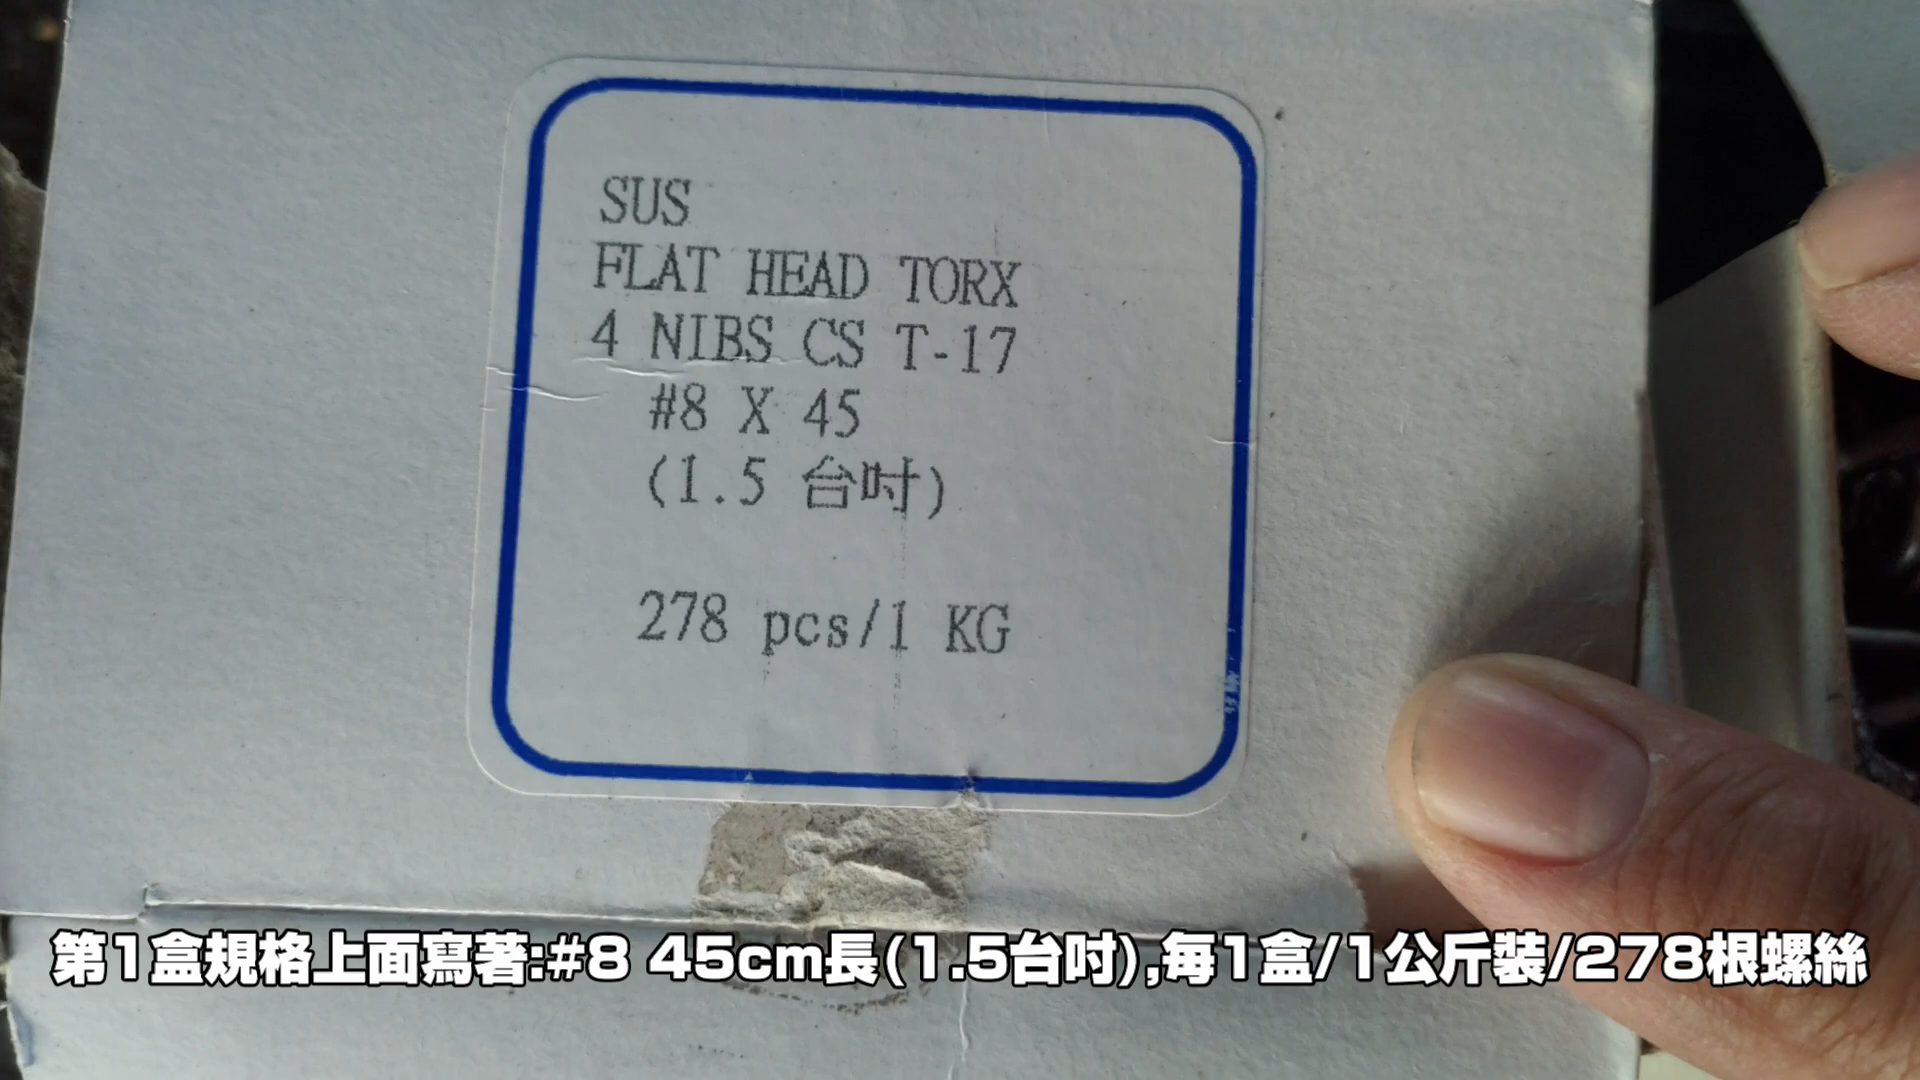 SUS
FLAT HEAD TORX
4 NIBS CS T-17
#8 X 45
(1.5 台吋)
278 pcs/1 KG
第1盒規格上面寫著:#8 45cm長(1.5台吋),每1盒/1公斤裝/278根螺絲